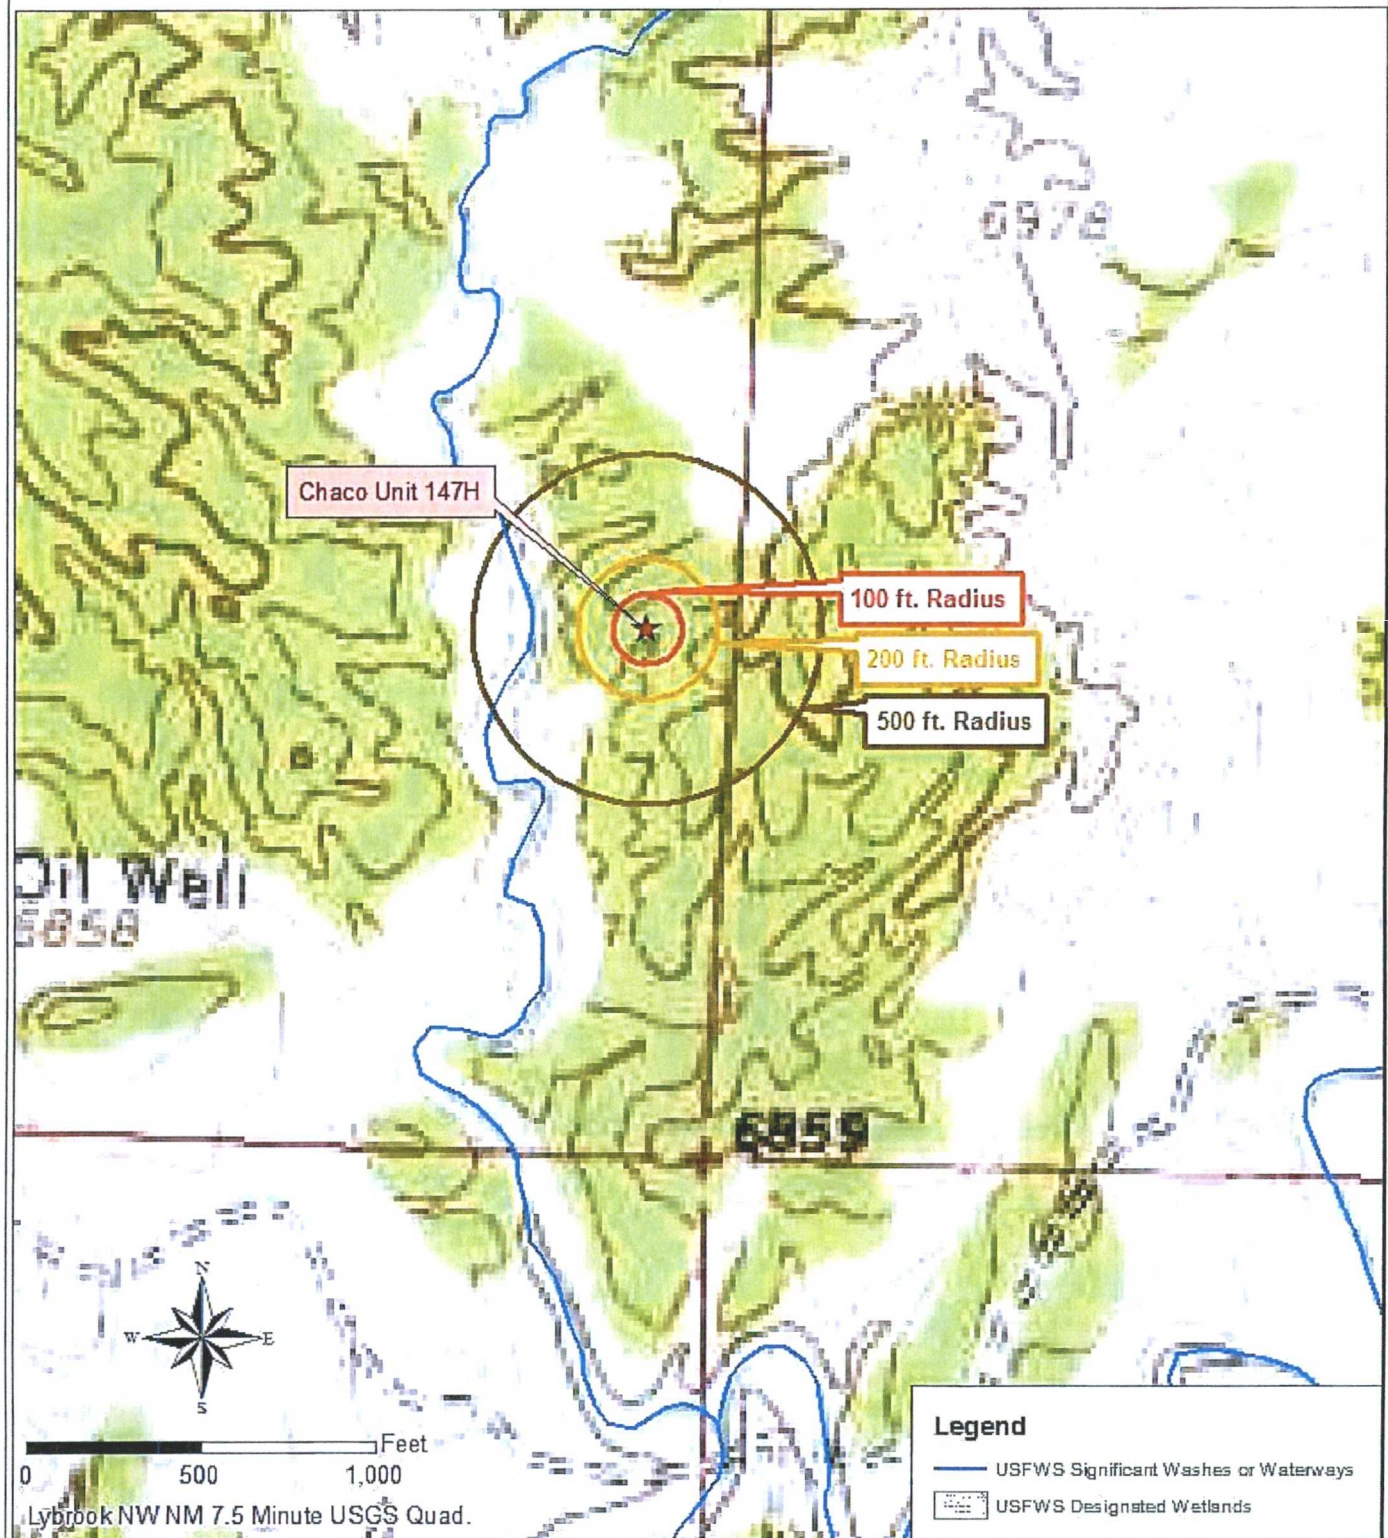 6978
Chaco Unit 147H
100 ft. Radius
200 ft. Radius
500 ft. Radius
Oil Well
6858
6859
N
W E
S
Feet
0 500 1,000
Lybrook NW NM 7.5 Minute USGS Quad.
Legend
USFWS Significant Washes or Waterways
USFWS Designated Wetlands